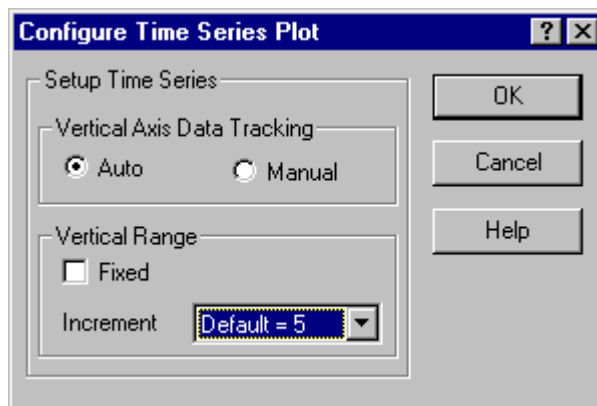 Configure Time Series Plot
Setup Time Series
Vertical Axis Data Tracking
Auto
Manual
Vertical Range
Fixed
Increment
Default = 5
OK
Cancel
Help